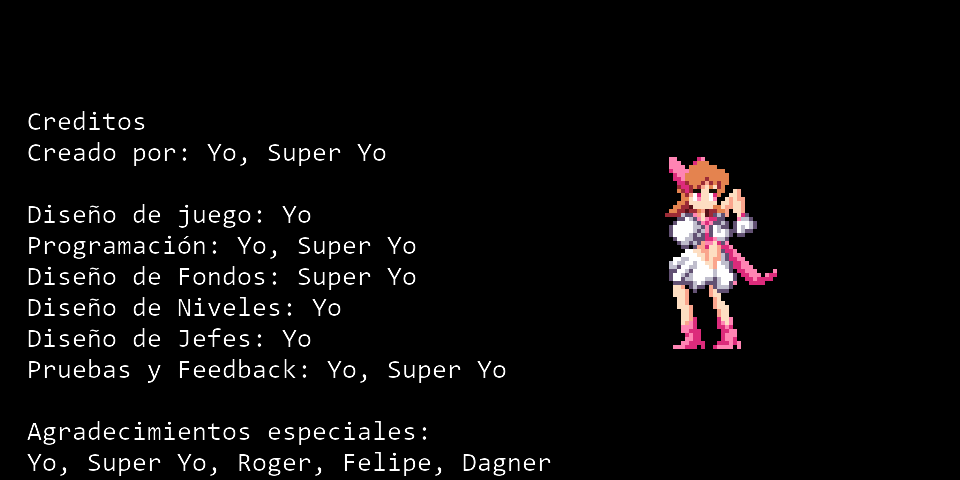 Creditos
Creado por: Yo, Super Yo
Diseño de juego: Yo
Programación: Yo, Super Yo
Diseño de Fondos: Super Yo
Diseño de Niveles: Yo
Diseño de Jefes: Yo
Pruebas y Feedback: Yo, Super Yo
Agradecimientos especiales:
Yo, Super Yo, Roger, Felipe, Dagner